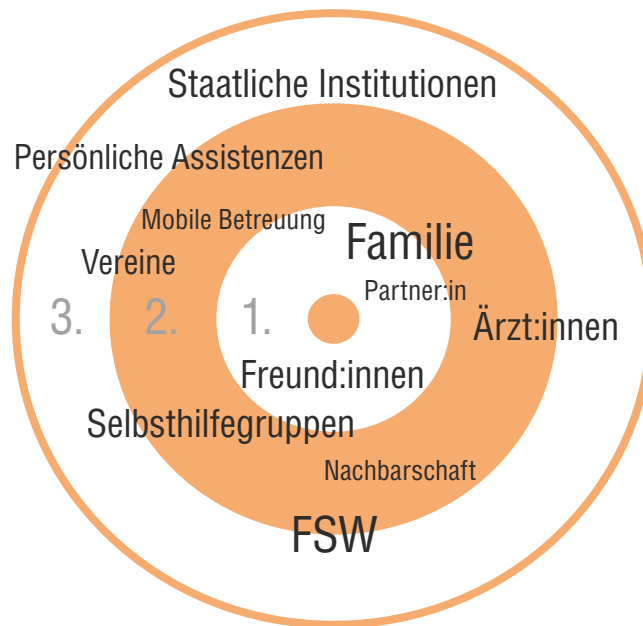 Staatliche Institutionen
Persönliche Assistenzen
Mobile Betreuung
Familie
Vereine
Partner:in
3. 2. 1.
Ärzt:innen
Freund:innen
Selbsthilfegruppen
Nachbarschaft
FSW